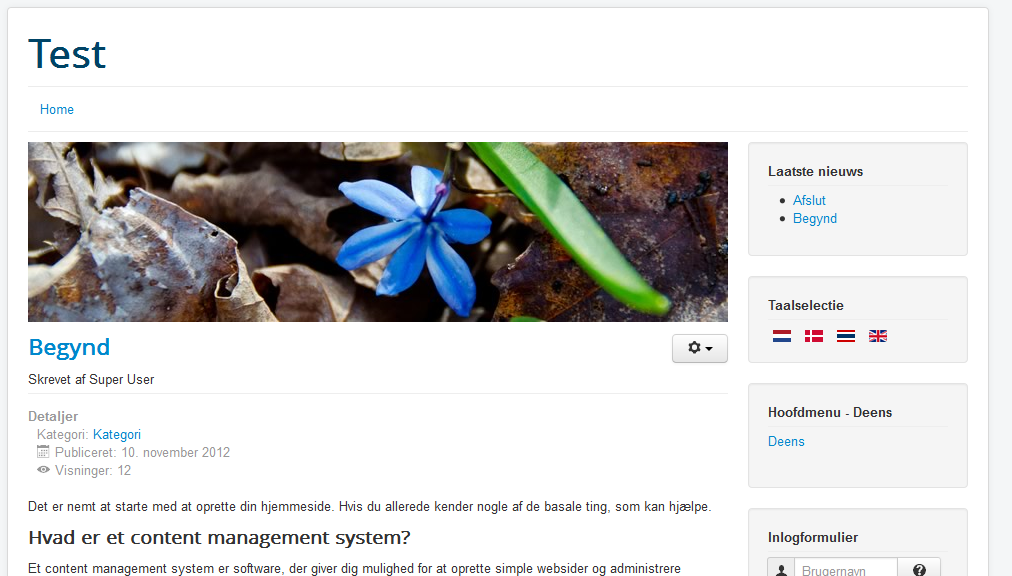 Test
Home
Begynd
Skrevet af Super User
Detaljer
Kategori: Kategori
Publiceret: 10. november 2012
Visninger: 12
Det er nemt at starte med at oprette din hjemmeside. Hvis du allerede kender nogle af de basale ting, som kan hjælpe.
Hvad er et content management system?
Et content management system er software, der giver dig mulighed for at oprette simple websider og administrere
Laatste nieuws
Afslut
Begynd
Taalselectie
Hoofdmenu - Deens
Deens
Inlogformulier
Brugernavn